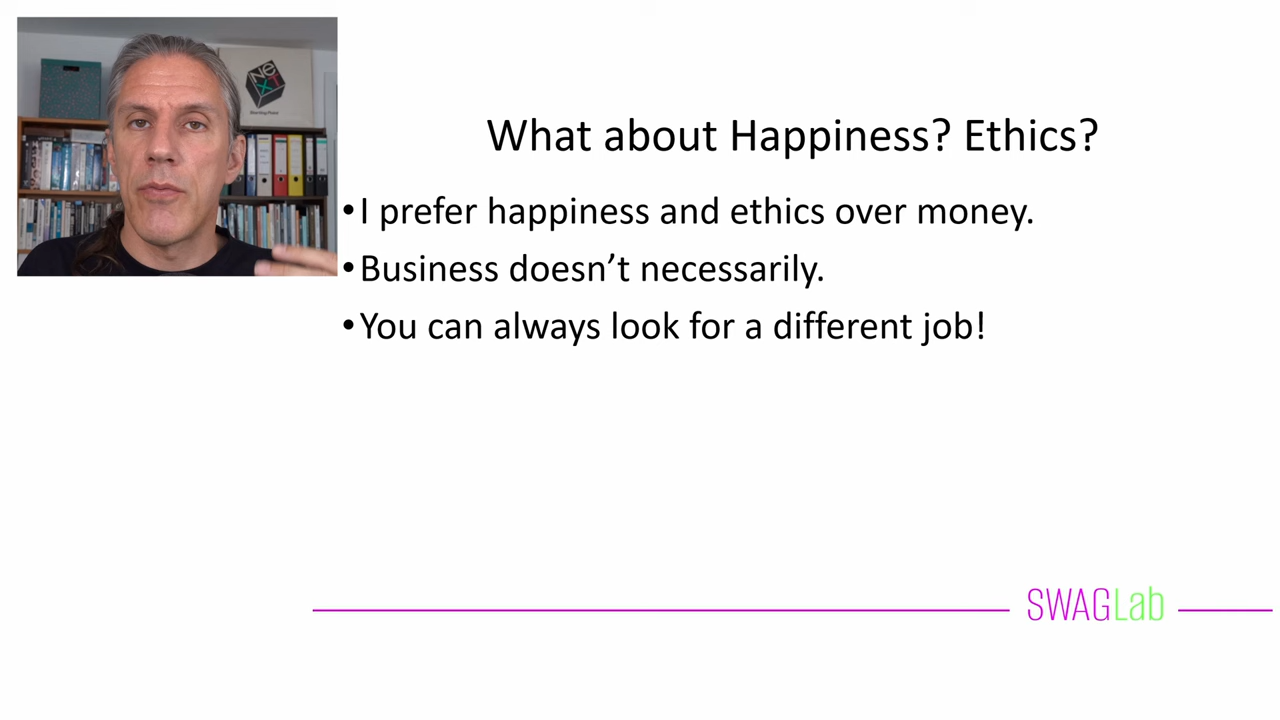 NeXT
What about Happiness? Ethics?
•I prefer happiness and ethics over money.
•Business doesn’t necessarily.
•You can always look for a different job!
SWAGLab